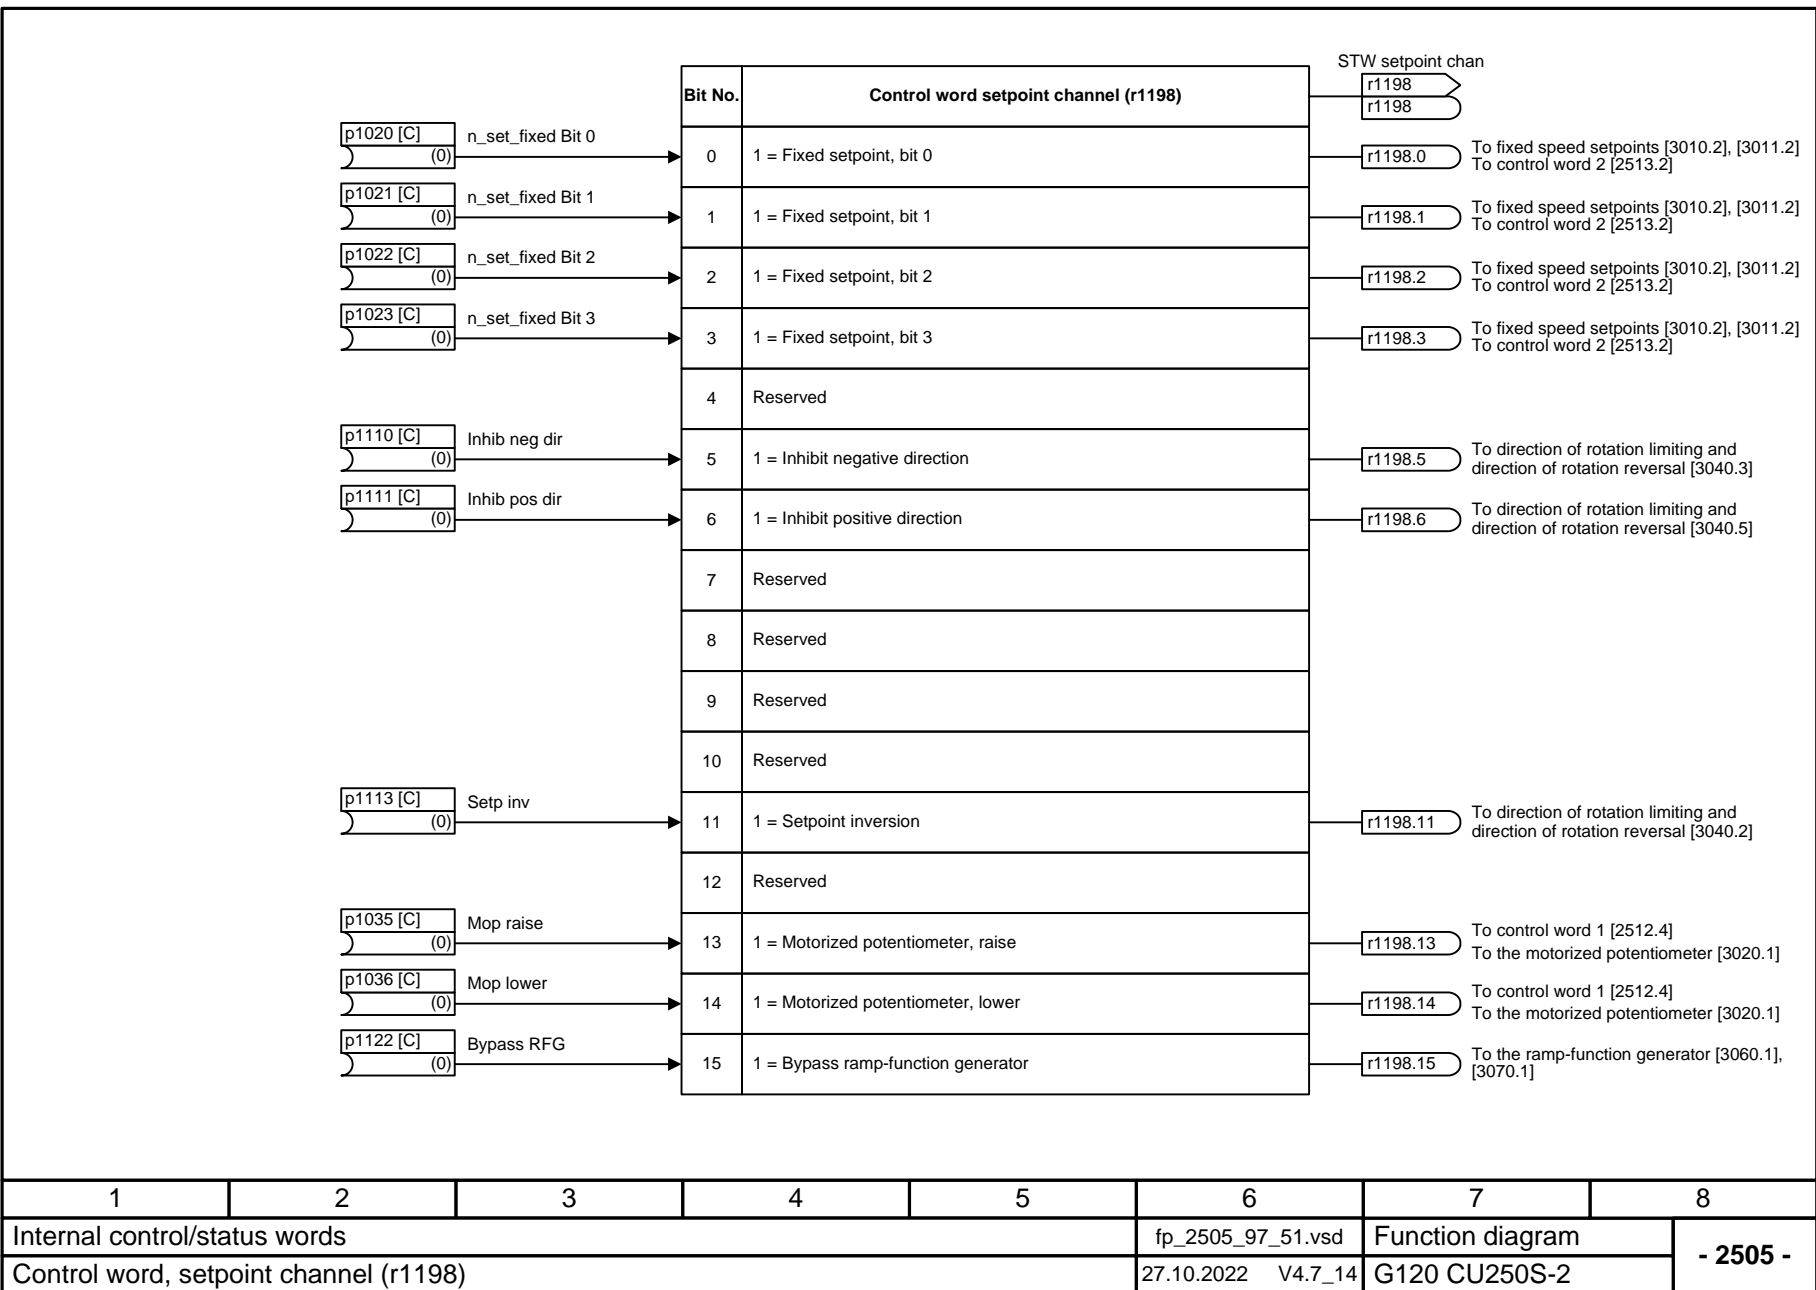 STW setpoint chan
Bit No. Control word setpoint channel (r1198) r1198
r1198
p1020 [C] n_set_fixed Bit 0
(0) 0 1 = Fixed setpoint, bit 0 r1198.0 To fixed speed setpoints [3010.2], [3011.2]
To control word 2 [2513.2]
p1021 [C] n_set_fixed Bit 1
(0) 1 1 = Fixed setpoint, bit 1 r1198.1 To fixed speed setpoints [3010.2], [3011.2]
To control word 2 [2513.2]
p1022 [C] n_set_fixed Bit 2
(0) 2 1 = Fixed setpoint, bit 2 r1198.2 To fixed speed setpoints [3010.2], [3011.2]
To control word 2 [2513.2]
p1023 [C] n_set_fixed Bit 3
(0) 3 1 = Fixed setpoint, bit 3 r1198.3 To fixed speed setpoints [3010.2], [3011.2]
To control word 2 [2513.2]
4 Reserved
p1110 [C] Inhib neg dir
(0) 5 1 = Inhibit negative direction r1198.5 To direction of rotation limiting and
direction of rotation reversal [3040.3]
p1111 [C] Inhib pos dir
(0) 6 1 = Inhibit positive direction r1198.6 To direction of rotation limiting and
direction of rotation reversal [3040.5]
7 Reserved
8 Reserved
9 Reserved
10 Reserved
p1113 [C] Setp inv
(0) 11 1 = Setpoint inversion r1198.11 To direction of rotation limiting and
direction of rotation reversal [3040.2]
12 Reserved
p1035 [C] Mop raise
(0) 13 1 = Motorized potentiometer, raise r1198.13 To control word 1 [2512.4]
To the motorized potentiometer [3020.1]
p1036 [C] Mop lower
(0) 14 1 = Motorized potentiometer, lower r1198.14 To control word 1 [2512.4]
To the motorized potentiometer [3020.1]
p1122 [C] Bypass RFG
(0) 15 1 = Bypass ramp-function generator r1198.15 To the ramp-function generator [3060.1],
[3070.1]
1 2 3 4 5 6 7 8
Internal control/status words fp_2505_97_51.vsd Function diagram - 2505 -
Control word, setpoint channel (r1198) 27.10.2022 V4.7_14 G120 CU250S-2